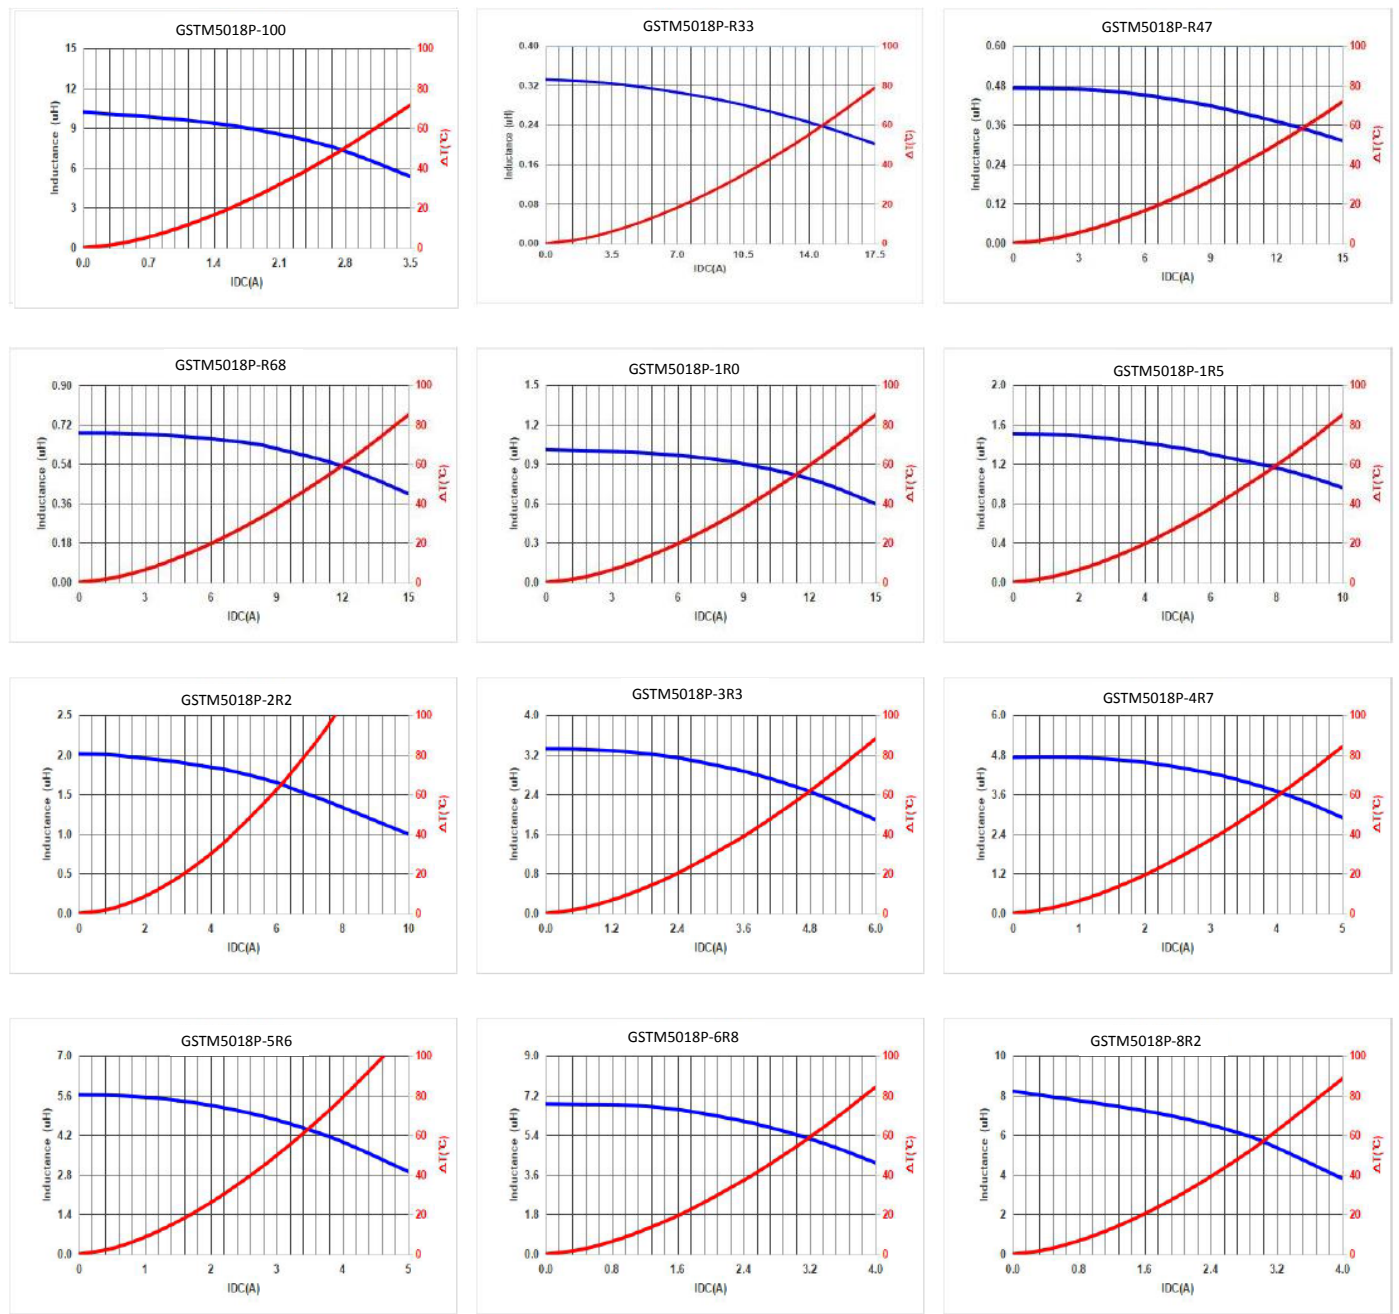 GSTM5018P-100
15
12
9
6
3
0
100
80
60
40
20
0
Inductance (uH)
ΔT(℃)
0.0 0.7 1.4 2.1 2.8 3.5
IDC(A)
GSTM5018P-R33
0.40
0.32
0.24
0.16
0.08
0.00
100
80
60
40
20
0
Inductance (uH)
ΔT(℃)
0.0 3.5 7.0 10.5 14.0 17.5
IDC(A)
GSTM5018P-R47
0.60
0.48
0.36
0.24
0.12
0.00
100
80
60
40
20
0
Inductance (uH)
ΔT(℃)
0 3 6 9 12 15
IDC(A)
GSTM5018P-R68
0.90
0.72
0.54
0.36
0.18
0.00
100
80
60
40
20
0
Inductance (uH)
ΔT(℃)
0 3 6 9 12 15
IDC(A)
GSTM5018P-1R0
1.5
1.2
0.9
0.6
0.3
0.0
100
80
60
40
20
0
Inductance (uH)
ΔT(℃)
0 3 6 9 12 15
IDC(A)
GSTM5018P-1R5
2.0
1.6
1.2
0.8
0.4
0.0
100
80
60
40
20
0
Inductance (uH)
ΔT(℃)
0 2 4 6 8 10
IDC(A)
GSTM5018P-2R2
2.5
2.0
1.5
1.0
0.5
0.0
100
80
60
40
20
0
Inductance (uH)
ΔT(℃)
0 2 4 6 8 10
IDC(A)
GSTM5018P-3R3
4.0
3.2
2.4
1.6
0.8
0.0
100
80
60
40
20
0
Inductance (uH)
ΔT(℃)
0.0 1.2 2.4 3.6 4.8 6.0
IDC(A)
GSTM5018P-4R7
6.0
4.8
3.6
2.4
1.2
0.0
100
80
60
40
20
0
Inductance (uH)
ΔT(℃)
0 1 2 3 4 5
IDC(A)
GSTM5018P-5R6
7.0
5.6
4.2
2.8
1.4
0.0
100
80
60
40
20
0
Inductance (uH)
ΔT(℃)
0 1 2 3 4 5
IDC(A)
GSTM5018P-6R8
9.0
7.2
5.4
3.6
1.8
0.0
100
80
60
40
20
0
Inductance (uH)
ΔT(℃)
0.0 0.8 1.6 2.4 3.2 4.0
IDC(A)
GSTM5018P-8R2
10
8
6
4
2
0
100
80
60
40
20
0
Inductance (uH)
ΔT(℃)
0.0 0.8 1.6 2.4 3.2 4.0
IDC(A)